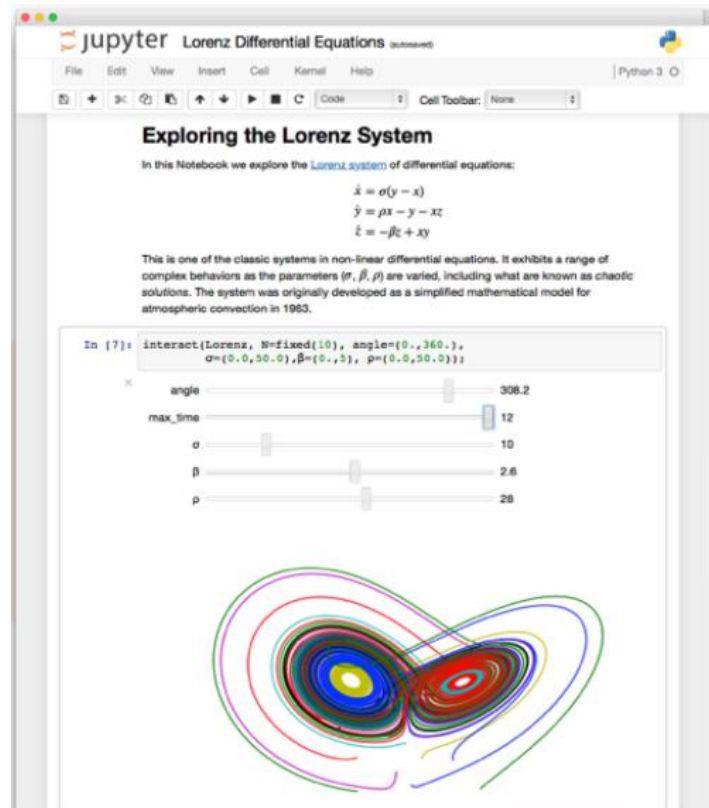 jupyter Lorenz Differential Equations (autosaved)
File Edit View Insert Cell Kernel Help Python 3
Code Cell Toolbar: None
Exploring the Lorenz System
In this Notebook we explore the Lorenz system of differential equations:
ẋ = σ(y − x)
ẏ = ρx − y − xz
ż = −βz + xy
This is one of the classic systems in non-linear differential equations. It exhibits a range of
complex behaviors as the parameters (σ, β, ρ) are varied, including what are known as chaotic
solutions. The system was originally developed as a simplified mathematical model for
atmospheric convection in 1963.
In [7]: interact(Lorenz, N=fixed(10), angle=(0.,360.),
σ=(0.0,50.0),β=(0.,5), ρ=(0.0,50.0));
angle 308.2
max_time 12
σ 10
β 2.6
ρ 28